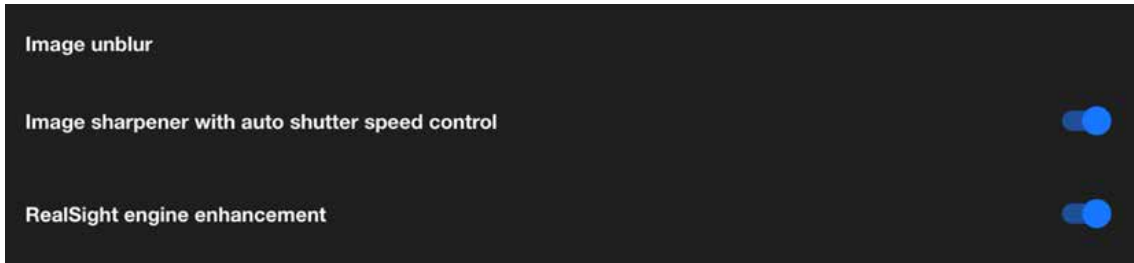 Image unblur
Image sharpener with auto shutter speed control
RealSight engine enhancement